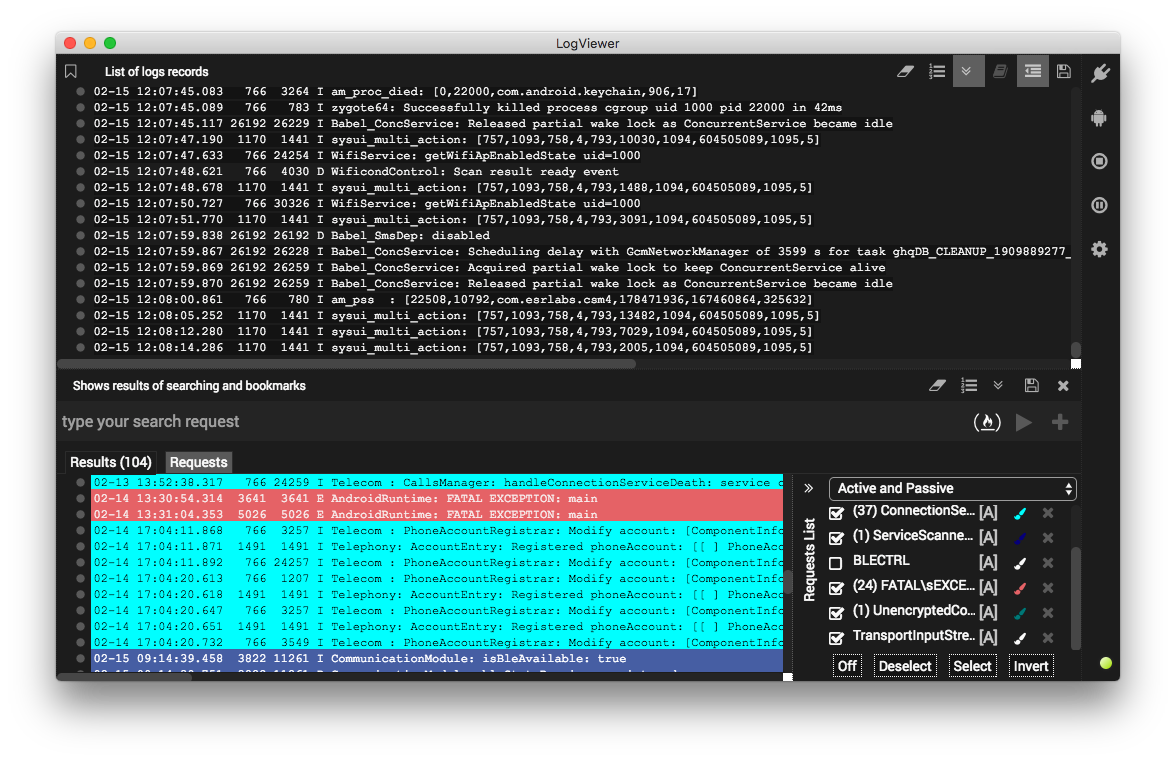 LogViewer
List of logs records
02-15 12:07:45.083 766 3264 I am_proc_died: [0,22000,com.android.keychain,906,17]
02-15 12:07:45.089 766 783 I zygote64: Successfully killed process cgroup uid 1000 pid 22000 in 42ms
02-15 12:07:45.117 26192 26229 I Babel_ConcService: Released partial wake lock as ConcurrentService became idle
02-15 12:07:47.190 1170 1441 I sysui_multi_action: [757,1093,758,4,793,10030,1094,604505089,1095,5]
02-15 12:07:47.633 766 24254 I WifiService: getWifiApEnabledState uid=1000
02-15 12:07:48.621 766 4030 D WificondControl: Scan result ready event
02-15 12:07:48.678 1170 1441 I sysui_multi_action: [757,1093,758,4,793,1488,1094,604505089,1095,5]
02-15 12:07:50.727 766 30326 I WifiService: getWifiApEnabledState uid=1000
02-15 12:07:51.770 1170 1441 I sysui_multi_action: [757,1093,758,4,793,3091,1094,604505089,1095,5]
02-15 12:07:59.838 26192 26192 D Babel_SmsDep: disabled
02-15 12:07:59.867 26192 26228 I Babel_ConcService: Scheduling delay with GcmNetworkManager of 3599 s for task ghqDB_CLEANUP_1909889277_
02-15 12:07:59.869 26192 26259 I Babel_ConcService: Acquired partial wake lock to keep ConcurrentService alive
02-15 12:07:59.870 26192 26259 I Babel_ConcService: Released partial wake lock as ConcurrentService became idle
02-15 12:08:00.861 766 780 I am_pss : [22508,10792,com.esrlabs.csm4,178471936,167460864,325632]
02-15 12:08:05.252 1170 1441 I sysui_multi_action: [757,1093,758,4,793,13482,1094,604505089,1095,5]
02-15 12:08:12.280 1170 1441 I sysui_multi_action: [757,1093,758,4,793,7029,1094,604505089,1095,5]
02-15 12:08:14.286 1170 1441 I sysui_multi_action: [757,1093,758,4,793,2005,1094,604505089,1095,5]
Shows results of searching and bookmarks
type your search request
Results (104) Requests
02-13 13:52:38.317 766 24259 I Telecom : CallsManager: handleConnectionServiceDeath: service
02-14 13:30:54.314 3641 3641 E AndroidRuntime: FATAL EXCEPTION: main
02-14 13:31:04.353 5026 5026 E AndroidRuntime: FATAL EXCEPTION: main
02-14 17:04:11.868 766 3257 I Telecom : PhoneAccountRegistrar: Modify account: [ComponentInfo
02-14 17:04:11.871 1491 1491 I Telephony: AccountEntry: Registered phoneAccount: [[ ] PhoneAcc
02-14 17:04:11.892 766 24257 I Telecom : PhoneAccountRegistrar: Modify account: [ComponentInfo
02-14 17:04:20.613 766 1207 I Telecom : PhoneAccountRegistrar: Modify account: [ComponentInfo
02-14 17:04:20.618 1491 1491 I Telephony: AccountEntry: Registered phoneAccount: [[ ] PhoneAcc
02-14 17:04:20.647 766 3257 I Telecom : PhoneAccountRegistrar: Modify account: [ComponentInfo
02-14 17:04:20.651 1491 1491 I Telephony: AccountEntry: Registered phoneAccount: [[ ] PhoneAcc
02-14 17:04:20.732 766 3549 I Telecom : PhoneAccountRegistrar: Modify account: [ComponentInfo
02-15 09:14:39.458 3822 11261 I CommunicationModule: isBleAvailable: true
Requests List
Active and Passive
(37) ConnectionSe... [A]
(1) ServiceScanne... [A]
BLECTRL [A]
(24) FATAL\sEXCE... [A]
(1) UnencryptedCo... [A]
TransportInputStre.. [A]
Off Deselect Select Invert